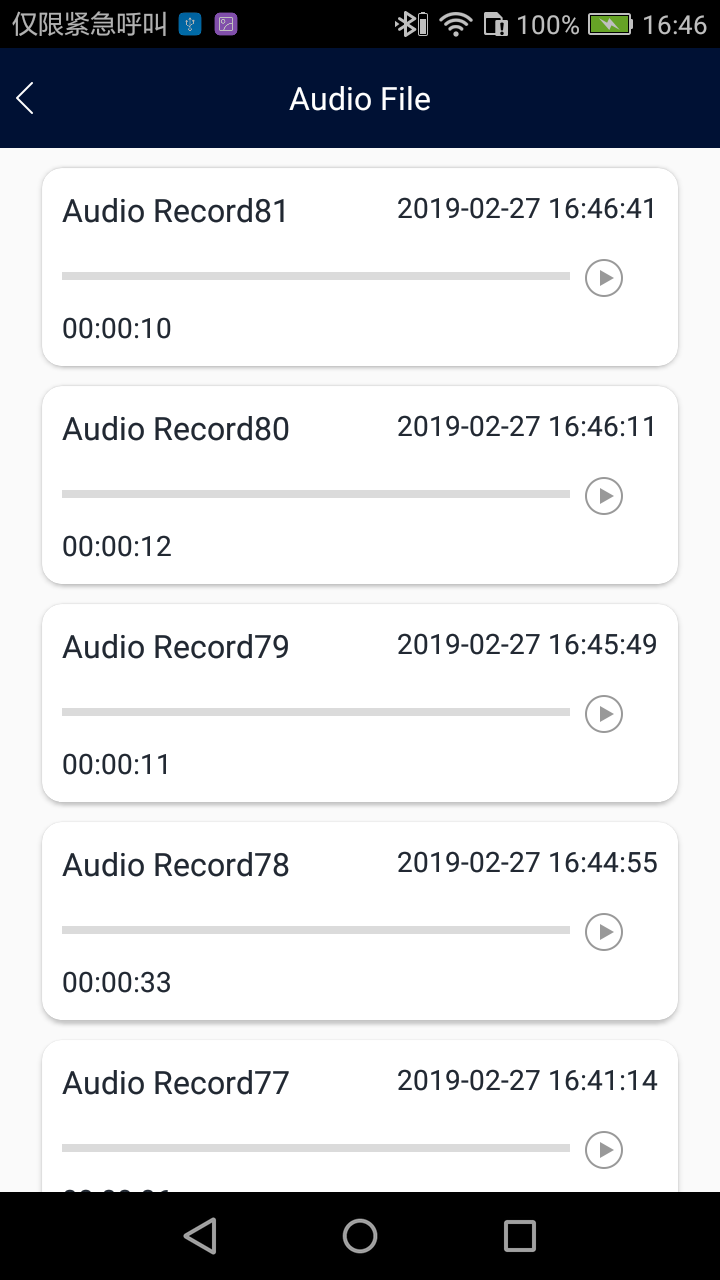 仅限紧急呼叫 100% 16:46
Audio File
Audio Record81 2019-02-27 16:46:41
00:00:10
Audio Record80 2019-02-27 16:46:11
00:00:12
Audio Record79 2019-02-27 16:45:49
00:00:11
Audio Record78 2019-02-27 16:44:55
00:00:33
Audio Record77 2019-02-27 16:41:14